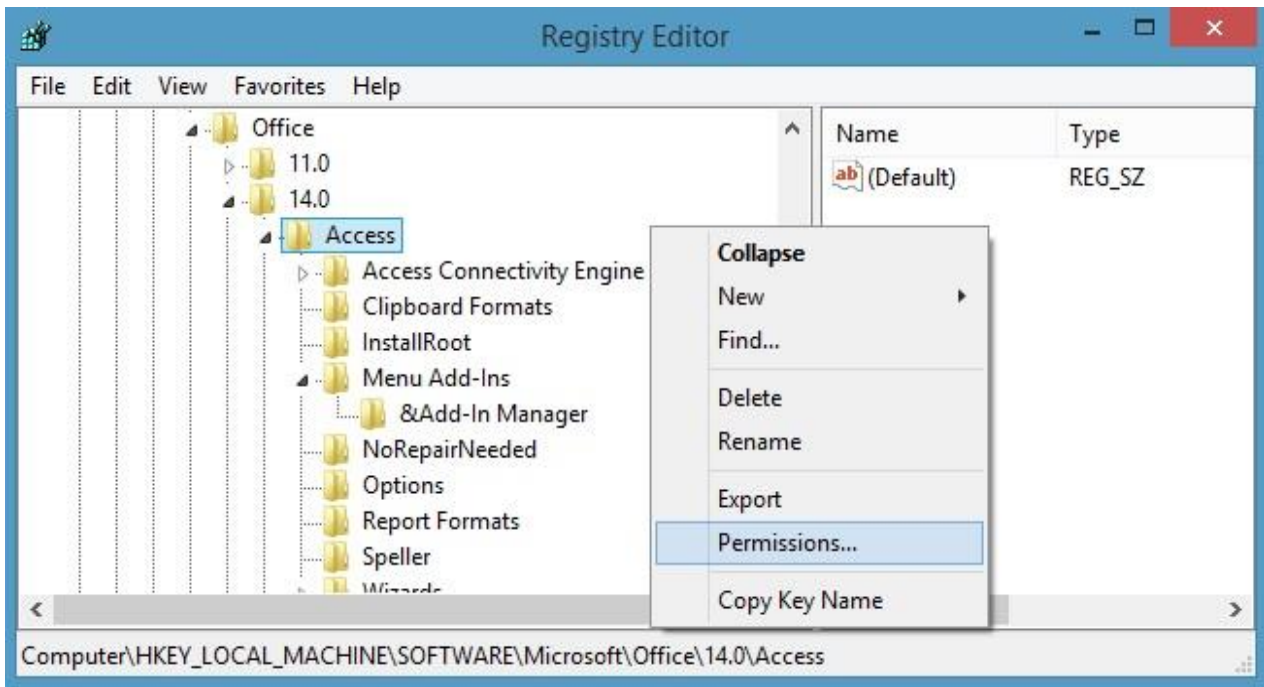 Registry Editor
File Edit View Favorites Help
Office
11.0
14.0
Access
Access Connectivity Engine
Clipboard Formats
InstallRoot
Menu Add-Ins
&Add-In Manager
NoRepairNeeded
Options
Report Formats
Speller
Wizards
Name Type
ab (Default) REG_SZ
Collapse
New
Find...
Delete
Rename
Export
Permissions...
Copy Key Name
Computer\HKEY_LOCAL_MACHINE\SOFTWARE\Microsoft\Office\14.0\Access